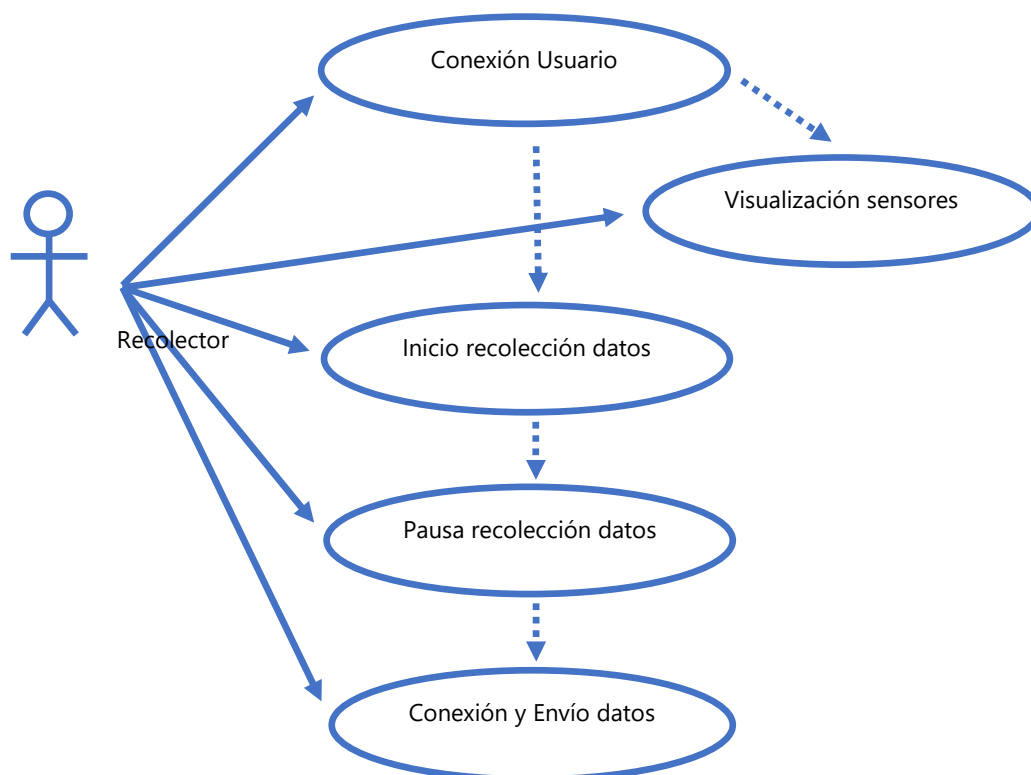 Conexión Usuario
Visualización sensores
Recolector
Inicio recolección datos
Pausa recolección datos
Conexión y Envío datos